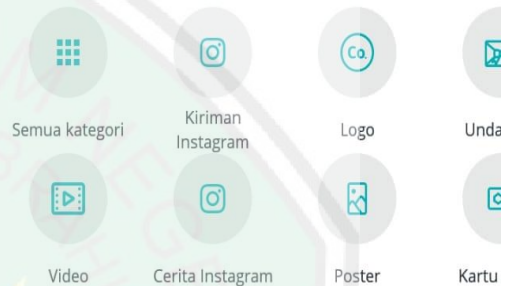 Semua kategori
Kiriman
Instagram
Co.
Logo
Unda
Video
Cerita Instagram
Poster
Kartu